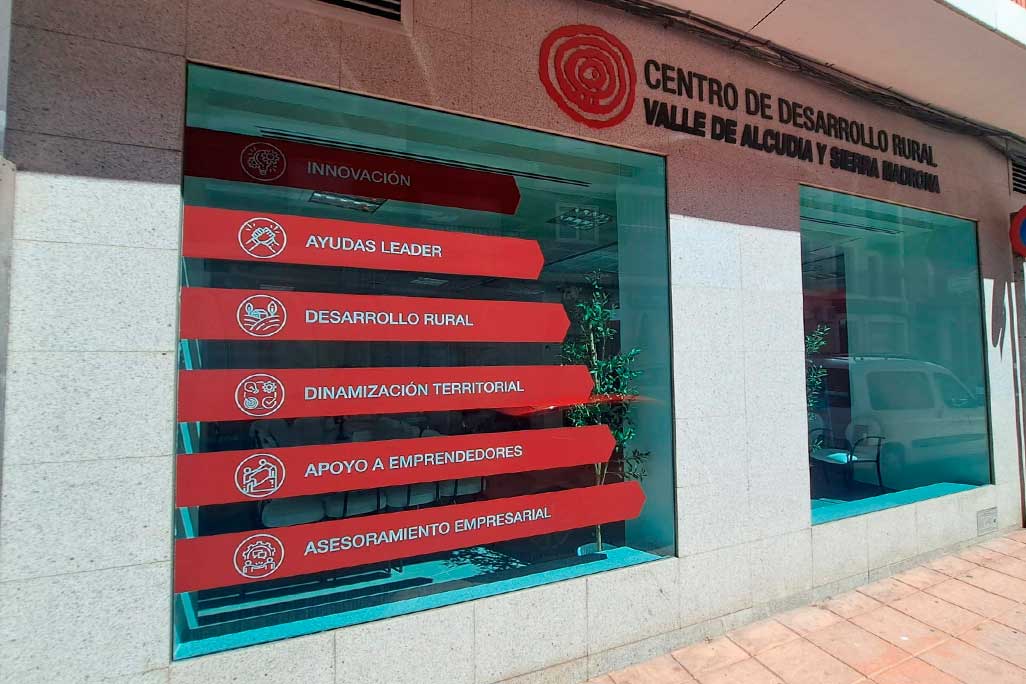 CENTRO DE DESARROLLO RURAL
VALLE DE ALCUDIA Y SIERRA MADRONA
INNOVACIÓN
AYUDAS LEADER
DESARROLLO RURAL
DINAMIZACIÓN TERRITORIAL
APOYO A EMPRENDEDORES
ASESORAMIENTO EMPRESARIAL